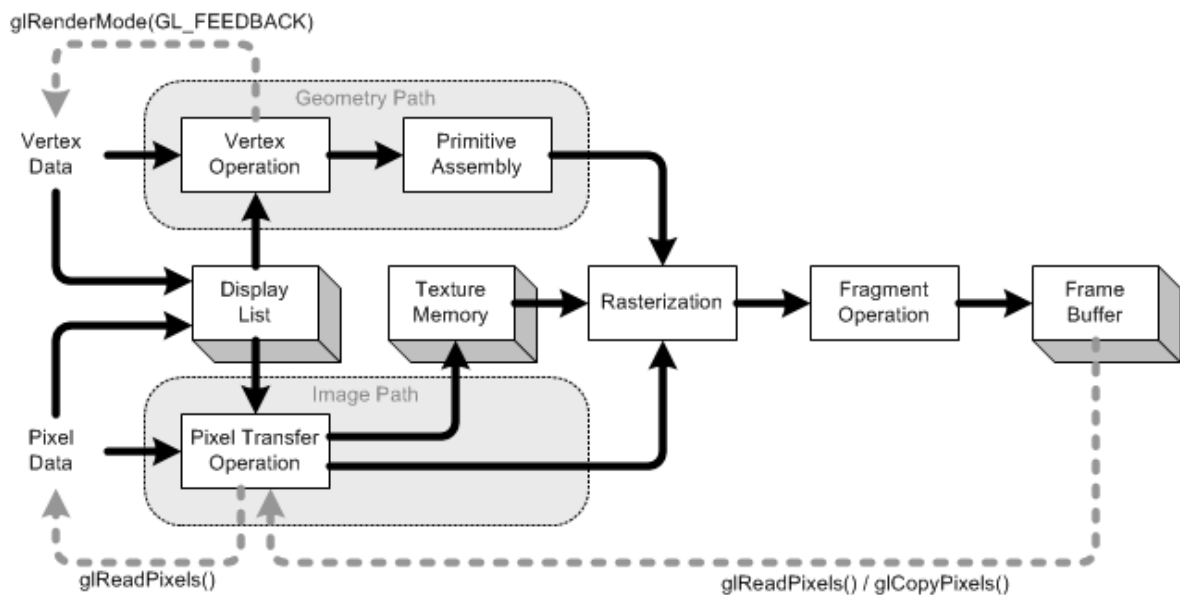 glRenderMode(GL_FEEDBACK)
Geometry Path
Vertex
Data
Vertex
Operation
Primitive
Assembly
Display
List
Texture
Memory
Rasterization
Fragment
Operation
Frame
Buffer
Image Path
Pixel
Data
Pixel Transfer
Operation
glReadPixels()
glReadPixels() / glCopyPixels()